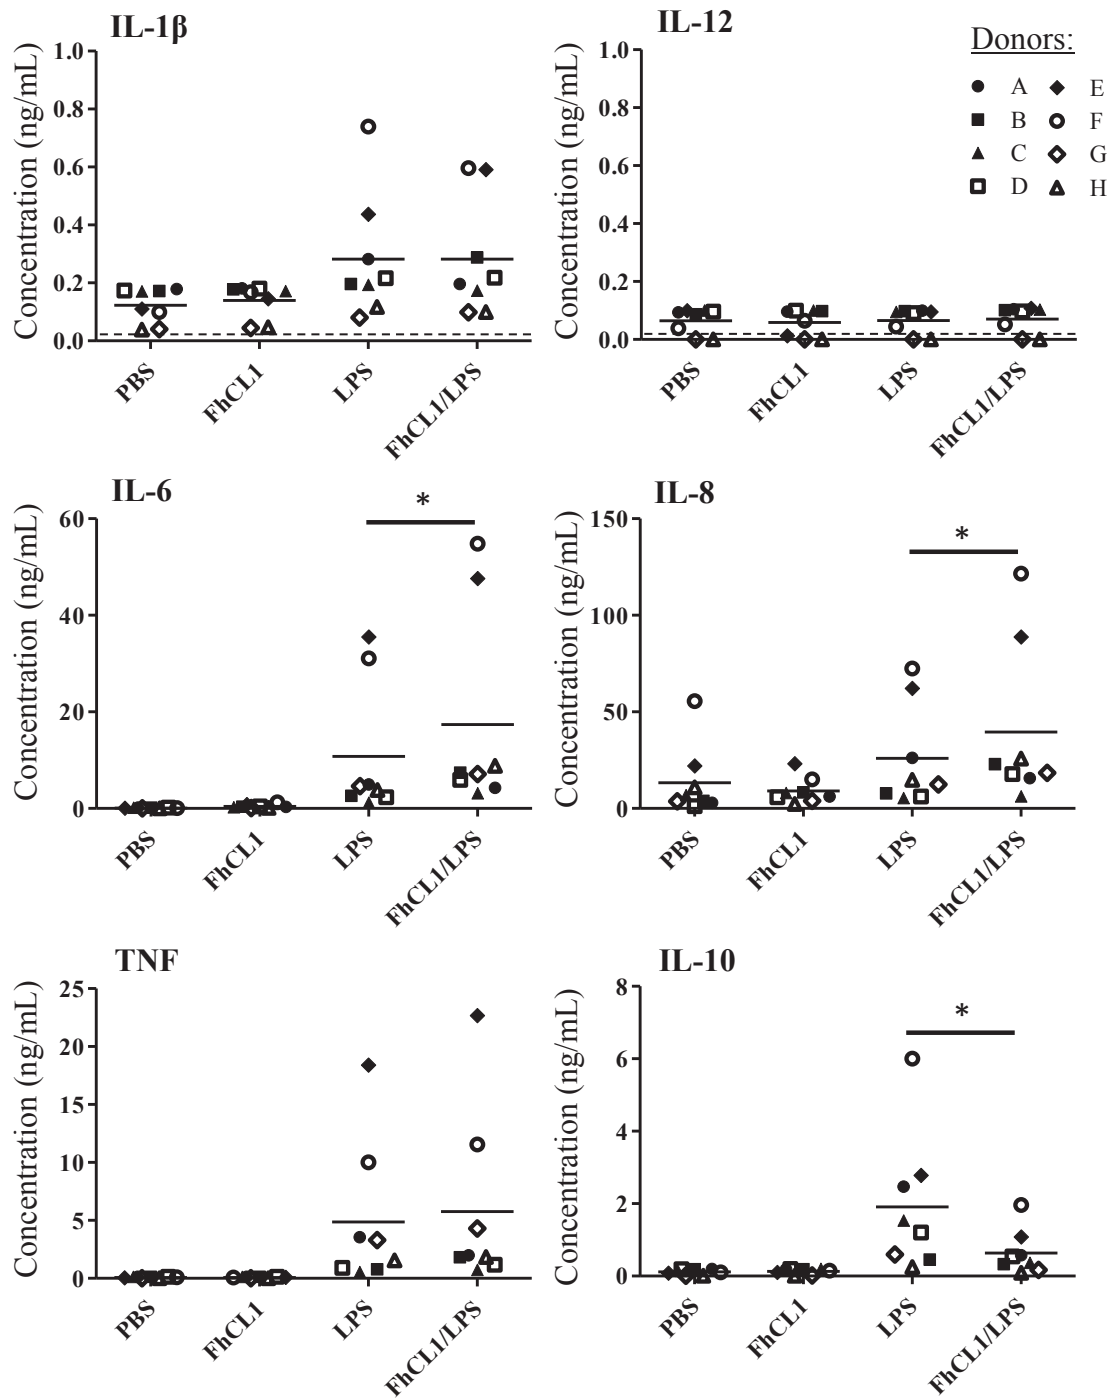 IL-1β
Concentration (ng/mL)
1.0
0.8
0.6
0.4
0.2
0.0
PBS
FhCL1
LPS
FhCL1/LPS
IL-12
Concentration (ng/mL)
1.0
0.8
0.6
0.4
0.2
0.0
PBS
FhCL1
LPS
FhCL1/LPS
Donors:
A E
B F
C G
D H
IL-6
Concentration (ng/mL)
60
40
20
0
*
PBS
FhCL1
LPS
FhCL1/LPS
IL-8
Concentration (ng/mL)
150
100
50
0
*
PBS
FhCL1
LPS
FhCL1/LPS
TNF
Concentration (ng/mL)
25
20
15
10
5
0
PBS
FhCL1
LPS
FhCL1/LPS
IL-10
Concentration (ng/mL)
8
6
4
2
0
*
PBS
FhCL1
LPS
FhCL1/LPS